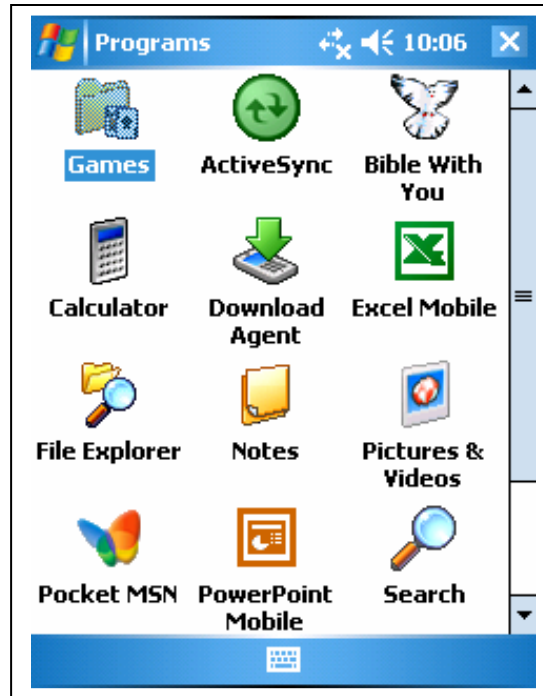 Programs 10:06
Games ActiveSync Bible With
You
Calculator Download Excel Mobile
Agent
File Explorer Notes Pictures &
Videos
Pocket MSN PowerPoint Search
Mobile